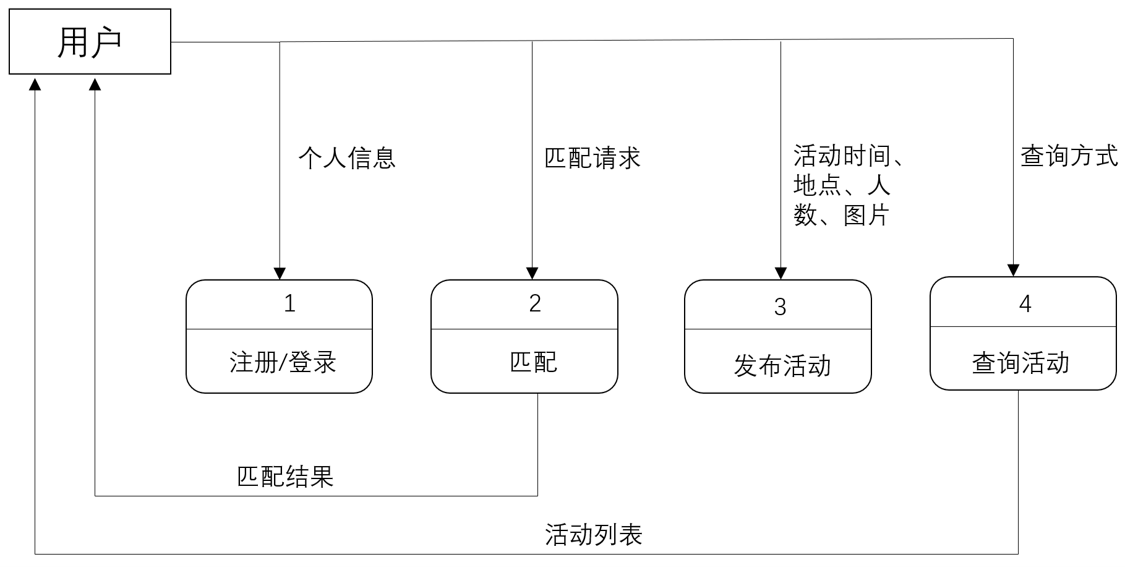 用户
个人信息
匹配请求
活动时间、
地点、人
数、图片
查询方式
1
注册/登录
2
匹配
3
发布活动
4
查询活动
匹配结果
活动列表